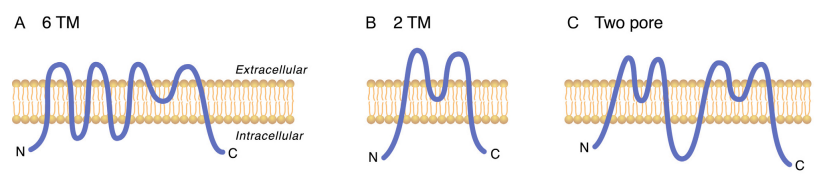 A 6 TM
Extracellular
Intracellular
N
C
B 2 TM
N
C
C Two pore
N
C